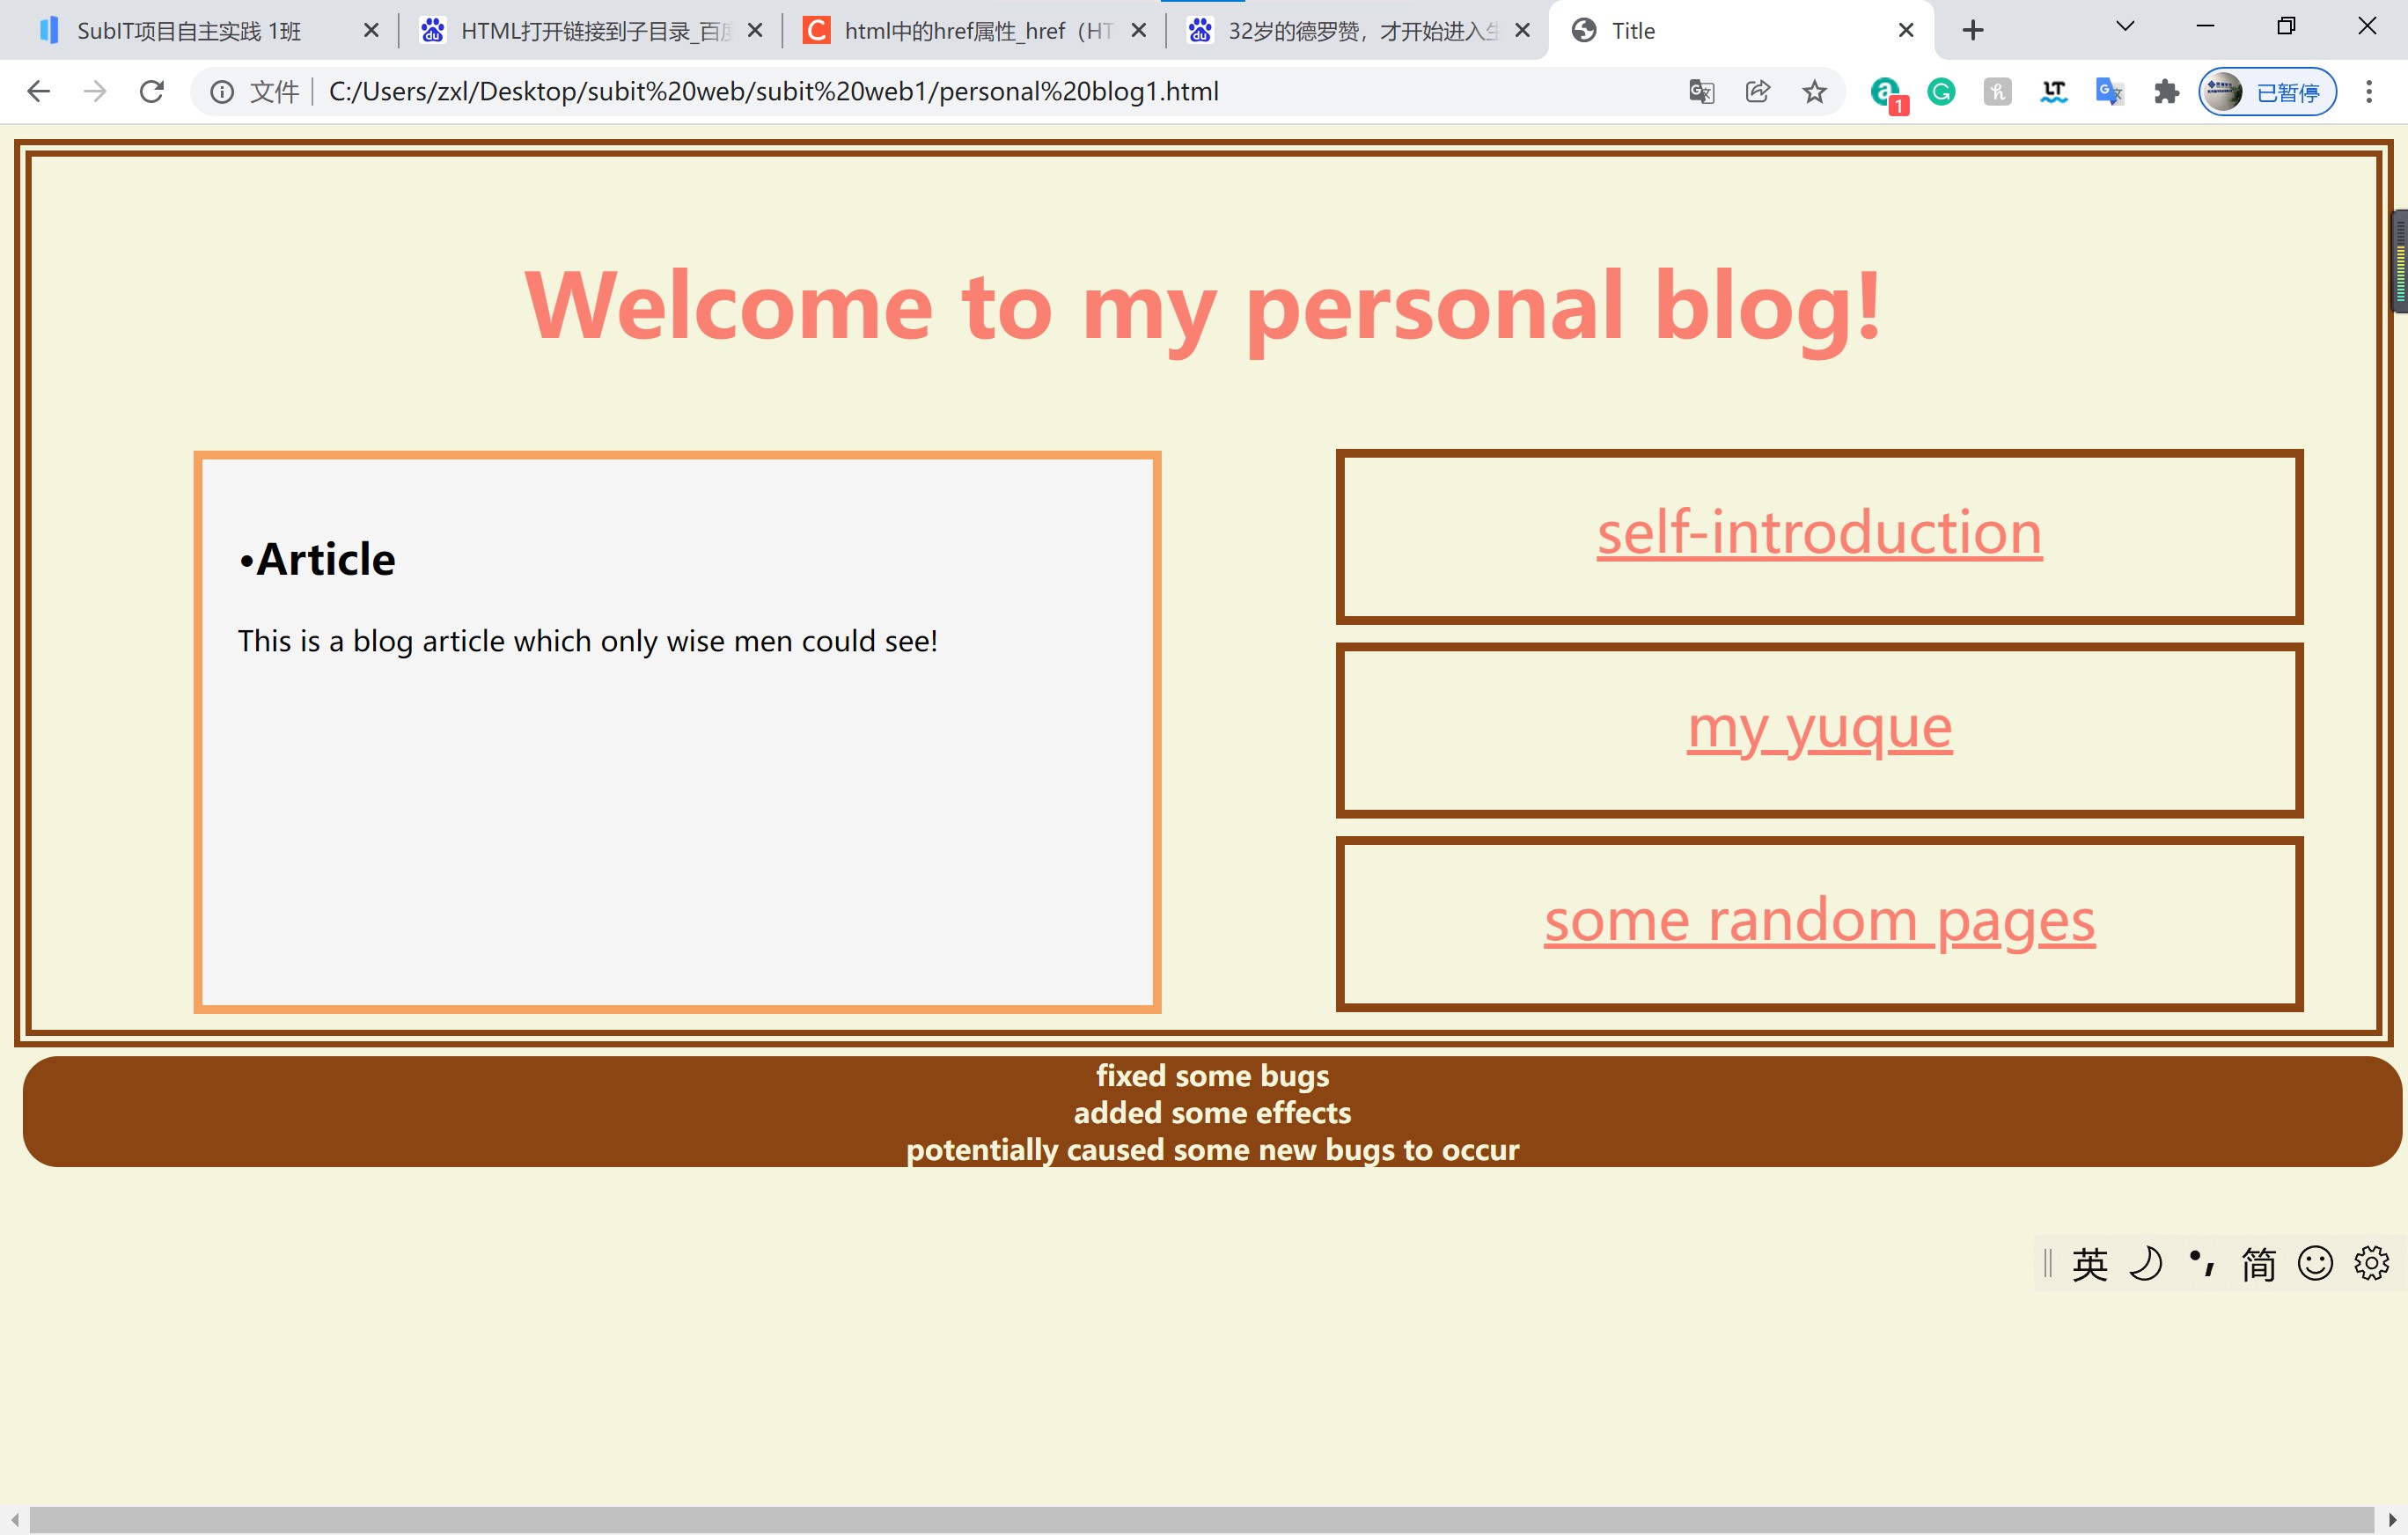 SubIT项目自主实践 1班
HTML打开链接到子目录_百度
html中的href属性_href（HT
32岁的德罗赞，才开始进入生
Title
文件 C:/Users/zxl/Desktop/subit%20web/subit%20web1/personal%20blog1.html
1
已暂停
Welcome to my personal blog!
•Article
This is a blog article which only wise men could see!
self-introduction
my yuque
some random pages
fixed some bugs
added some effects
potentially caused some new bugs to occur
英 简